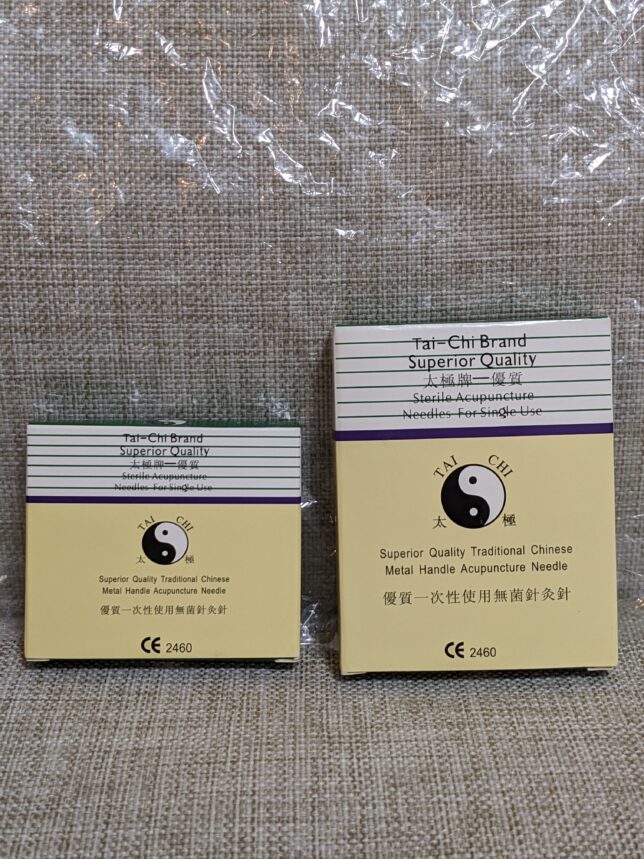 Tai-Chi Brand
Superior Quality
太極牌一優質
Sterile Acupuncture
Needles For Single Use
TAI CHI
太 極
Superior Quality Traditional Chinese
Metal Handle Acupuncture Needle
優質一次性使用無菌針灸針
CE 2460
Tai-Chi Brand
Superior Quality
太極牌一優質
Sterile Acupuncture
Needles For Single Use
TAI CHI
太 極
Superior Quality Traditional Chinese
Metal Handle Acupuncture Needle
優質一次性使用無菌針灸針
CE 2460